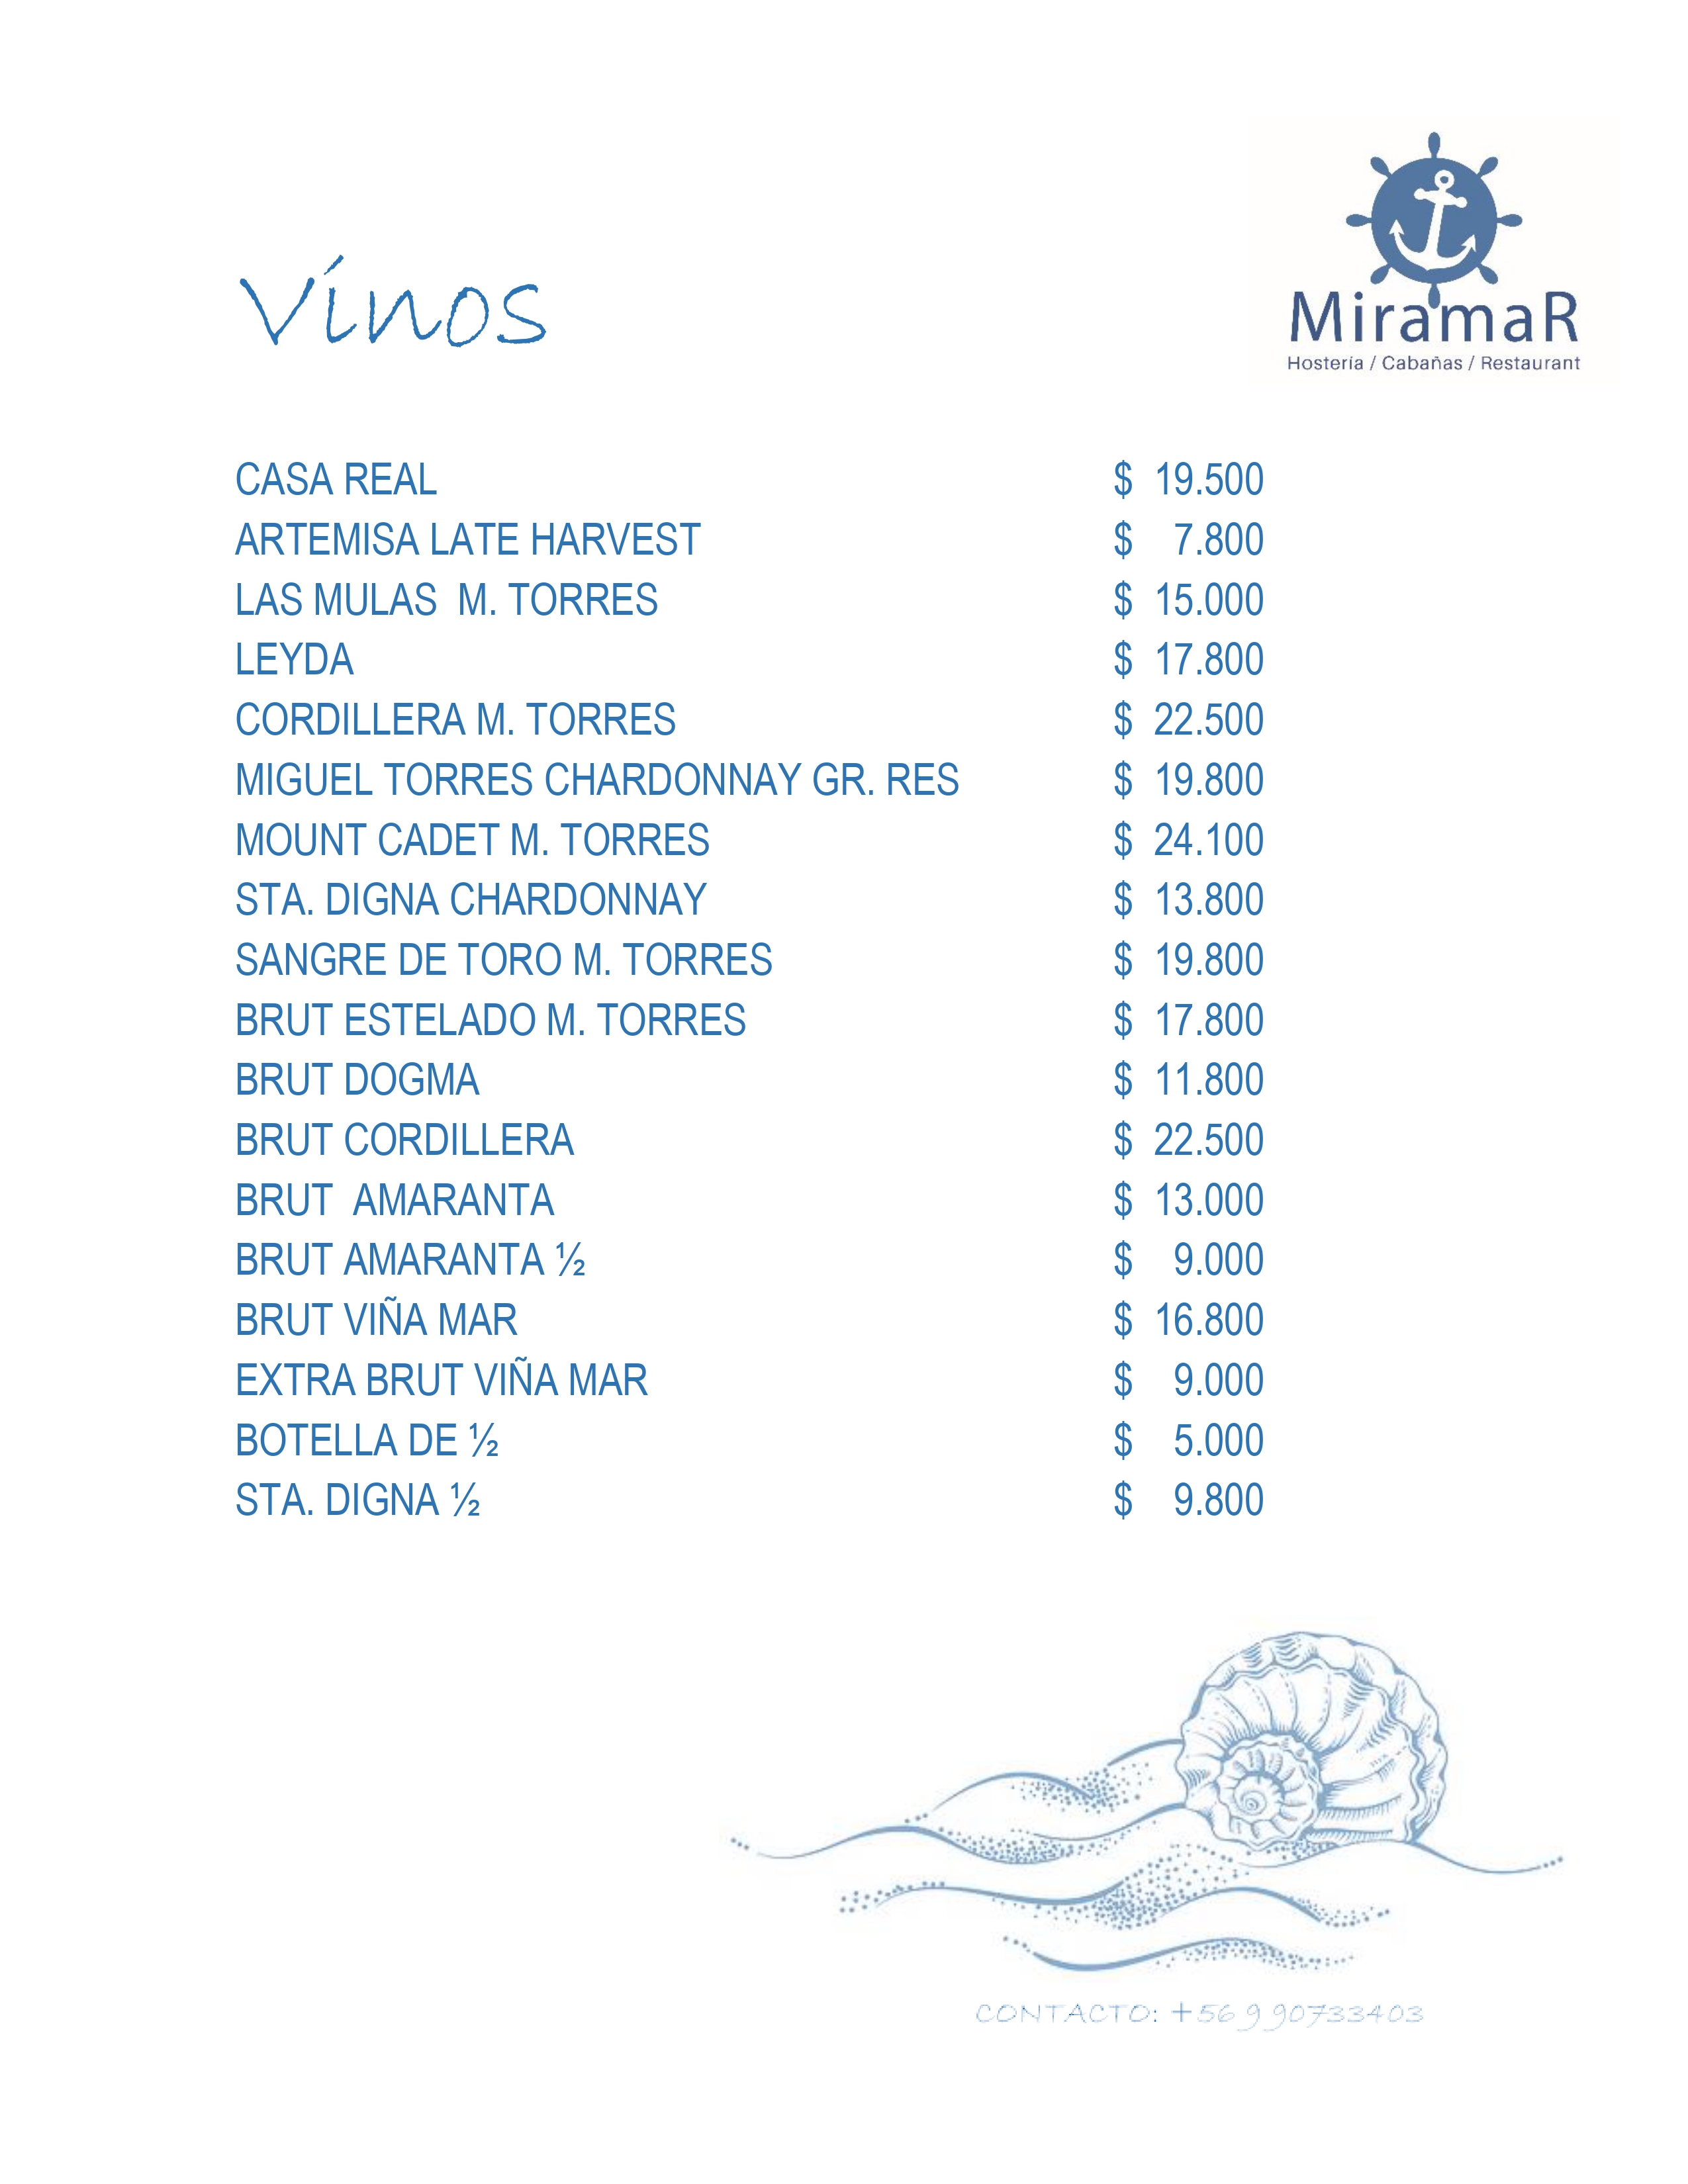 MiramaR
Hostería / Cabañas / Restaurant
Vinos
CASA REAL $ 19.500
ARTEMISA LATE HARVEST $ 7.800
LAS MULAS M. TORRES $ 15.000
LEYDA $ 17.800
CORDILLERA M. TORRES $ 22.500
MIGUEL TORRES CHARDONNAY GR. RES $ 19.800
MOUNT CADET M. TORRES $ 24.100
STA. DIGNA CHARDONNAY $ 13.800
SANGRE DE TORO M. TORRES $ 19.800
BRUT ESTELADO M. TORRES $ 17.800
BRUT DOGMA $ 11.800
BRUT CORDILLERA $ 22.500
BRUT AMARANTA $ 13.000
BRUT AMARANTA ½ $ 9.000
BRUT VIÑA MAR $ 16.800
EXTRA BRUT VIÑA MAR $ 9.000
BOTELLA DE ½ $ 5.000
STA. DIGNA ½ $ 9.800
CONTACTO: +56 9 90733403